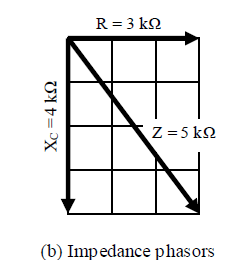 R = 3 kΩ
X_C = 4 kΩ
Z = 5 kΩ
(b) Impedance phasors